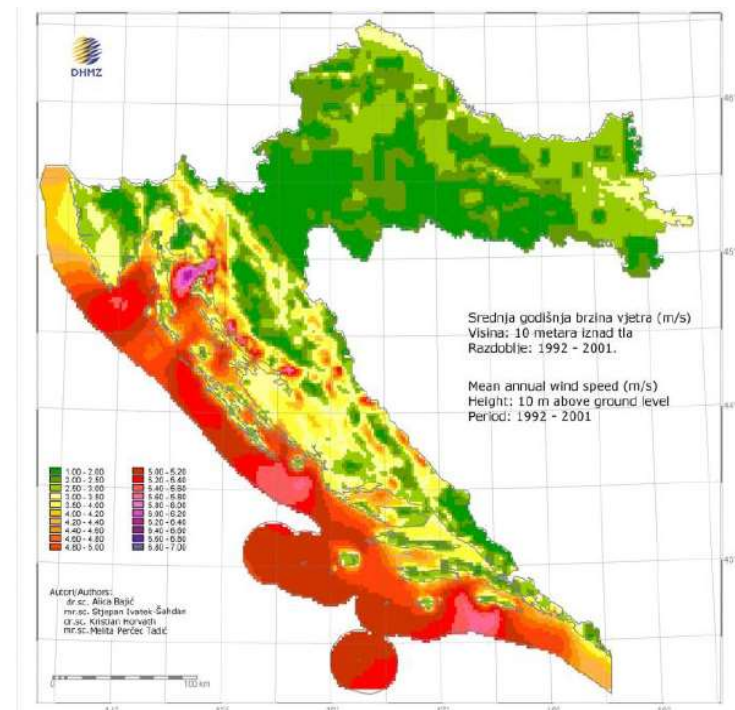 DHMZ
46
45
Srednja godišnja brzina vjetra (m/s)
Visina: 10 metara iznad tla
Razdoblje: 1992 - 2001.
Mean annual wind speed (m/s)
Height: 10 m above ground level
Period: 1992 - 2001
44
1.00 - 2.00
2.00 - 2.50
2.50 - 3.00
3.00 - 3.50
3.50 - 4.00
4.00 - 4.20
4.20 - 4.40
4.40 - 4.60
4.60 - 4.80
4.80 - 5.00
5.00 - 5.20
5.20 - 5.40
5.40 - 5.60
5.60 - 5.80
5.80 - 6.00
6.00 - 6.20
6.20 - 6.40
6.40 - 6.60
6.60 - 6.80
6.80 - 7.00
Autori/Authors:
dr.sc. Alica Bajić
mr.sc. Stjepan Ivatek-Šahdan
dr.sc. Kristian Horvath
mr.sc. Melita Perčec Tadić
100 km